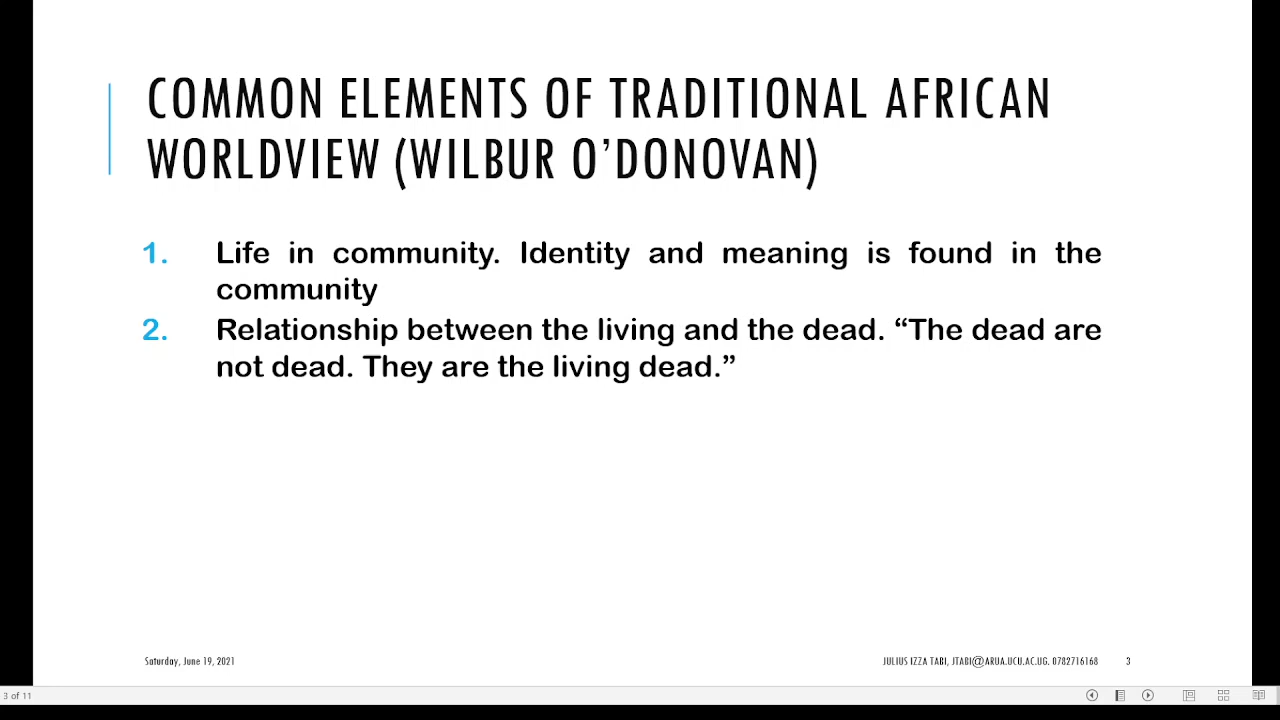 COMMON ELEMENTS OF TRADITIONAL AFRICAN
WORLDVIEW (WILBUR O’DONOVAN)
1. Life in community. Identity and meaning is found in the
community
2. Relationship between the living and the dead. “The dead are
not dead. They are the living dead.”
Saturday, June 19, 2021
JULIUS IZZA TABI, JTABI@ARUA.UCU.AC.UG. 0782716168 3
3 of 11